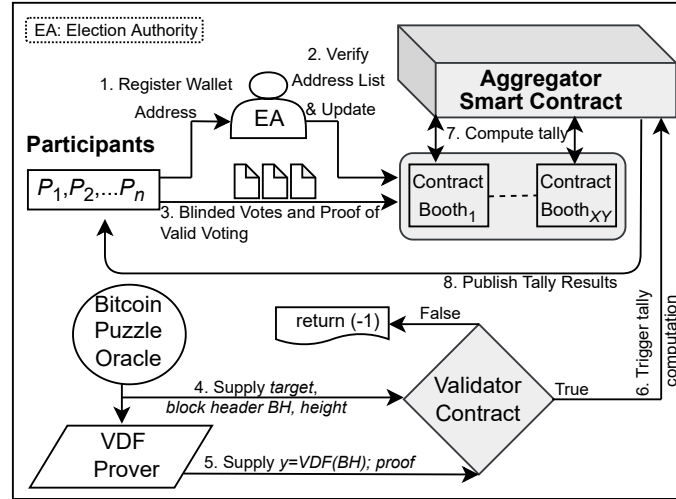 EA: Election Authority
2. Verify
Address List
& Update
1. Register Wallet
Address
EA
Aggregator
Smart Contract
7. Compute tally
Participants
P1,P2,...Pn
3. Blinded Votes and Proof of
Valid Voting
Contract
Booth1
Contract
BoothXY
8. Publish Tally Results
6. Trigger tally
computation
Bitcoin
Puzzle
Oracle
return (-1)
False
Validator
Contract
True
4. Supply target,
block header BH, height
VDF
Prover
5. Supply y=VDF(BH); proof